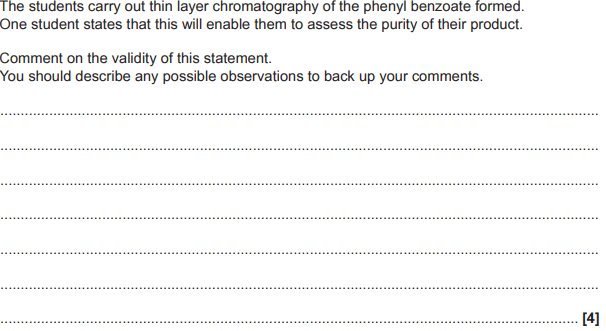 The students carry out thin layer chromatography of the phenyl benzoate formed.
One student states that this will enable them to assess the purity of their product.
Comment on the validity of this statement.
You should describe any possible observations to back up your comments.
[4]